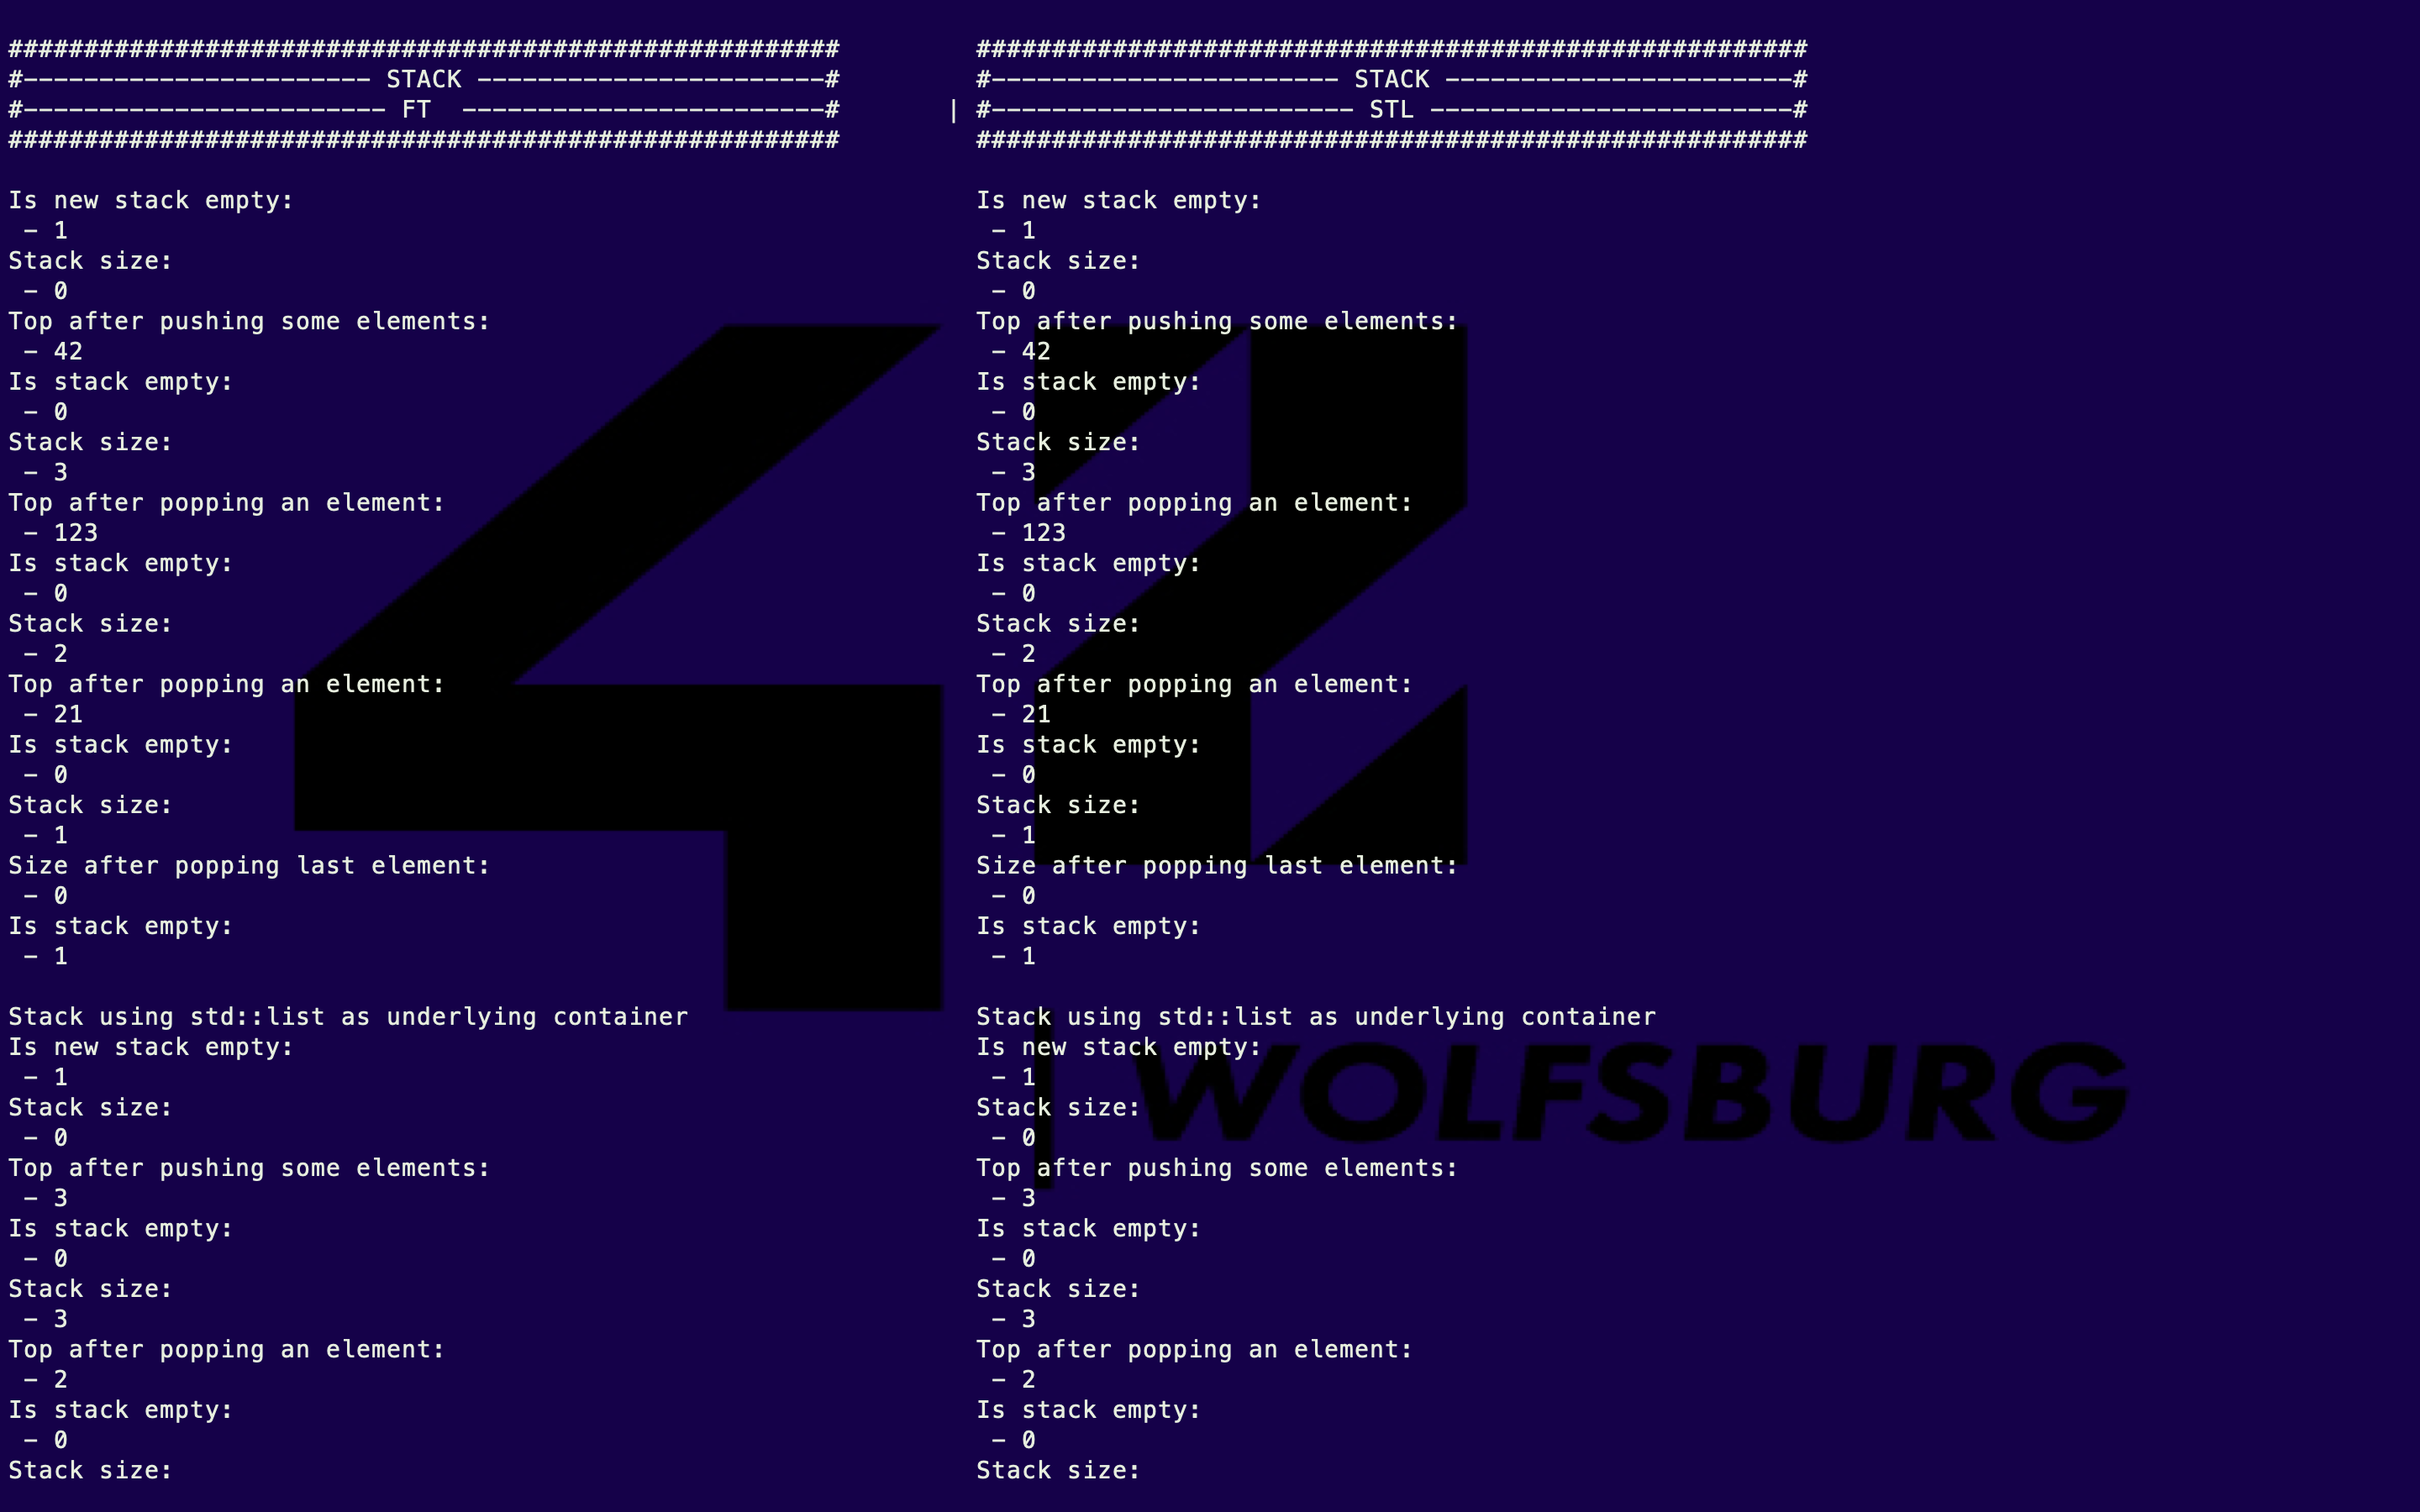 #######################################################          #######################################################
#----------------------- STACK -----------------------#          #----------------------- STACK -----------------------#
#------------------------ FT  ------------------------#        | #------------------------ STL ------------------------#
#######################################################          #######################################################
Is new stack empty:          Is new stack empty:
 - 1          - 1
Stack size:          Stack size:
 - 0          - 0
Top after pushing some elements:          Top after pushing some elements:
 - 42          - 42
Is stack empty:          Is stack empty:
 - 0          - 0
Stack size:          Stack size:
 - 3          - 3
Top after popping an element:          Top after popping an element:
 - 123          - 123
Is stack empty:          Is stack empty:
 - 0          - 0
Stack size:          Stack size:
 - 2          - 2
Top after popping an element:          Top after popping an element:
 - 21          - 21
Is stack empty:          Is stack empty:
 - 0          - 0
Stack size:          Stack size:
 - 1          - 1
Size after popping last element:          Size after popping last element:
 - 0          - 0
Is stack empty:          Is stack empty:
 - 1          - 1
Stack using std::list as underlying container          Stack using std::list as underlying container
Is new stack empty:          Is new stack empty:
 - 1          - 1
Stack size:          Stack size:
 - 0          - 0
Top after pushing some elements:          Top after pushing some elements:
 - 3          - 3
Is stack empty:          Is stack empty:
 - 0          - 0
Stack size:          Stack size:
 - 3          - 3
Top after popping an element:          Top after popping an element:
 - 2          - 2
Is stack empty:          Is stack empty:
 - 0          - 0
Stack size:          Stack size:
42
| WOLFSBURG